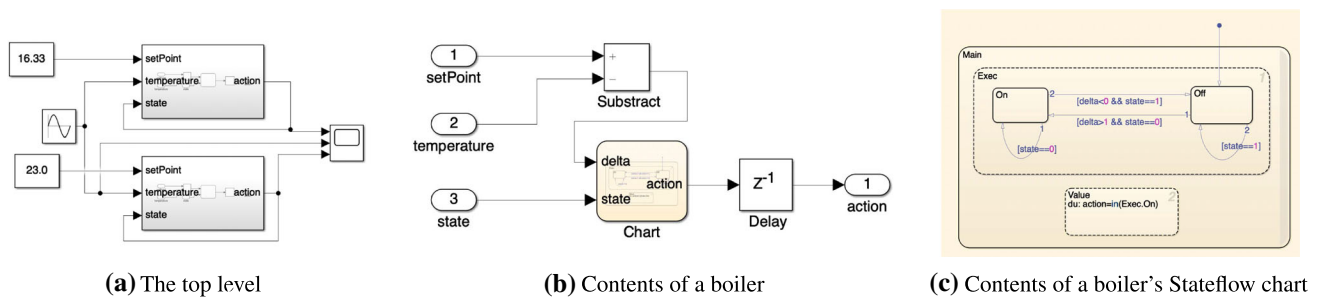 16.33
setPoint
temperature
action
state
23.0
setPoint
temperature
action
state
(a) The top level
1
setPoint
2
temperature
3
state
+
−
Substract
delta
action
state
Chart
z-1
Delay
1
action
(b) Contents of a boiler
Main
Exec
1
On
Off
2
[delta<0 && state==1]
1
[delta>1 && state==0]
1
[state==0]
2
[state==1]
Value
2
du: action=in(Exec.On)
(c) Contents of a boiler's Stateflow chart